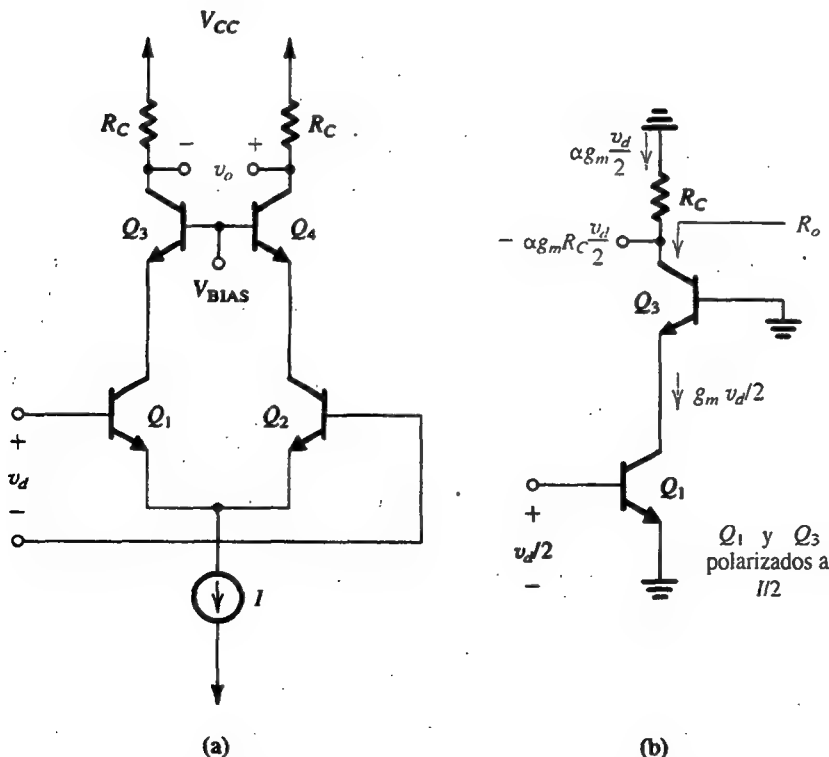 V_CC
R_C
R_C
−
v_o
+
Q_3
Q_4
V_BIAS
Q_1
Q_2
+
v_d
−
I
(a)
αg_m v_d/2
R_C
− αg_m R_C v_d/2
R_o
Q_3
g_m v_d/2
Q_1
+
v_d/2
−
Q_1 y Q_3
polarizados a
I/2
(b)